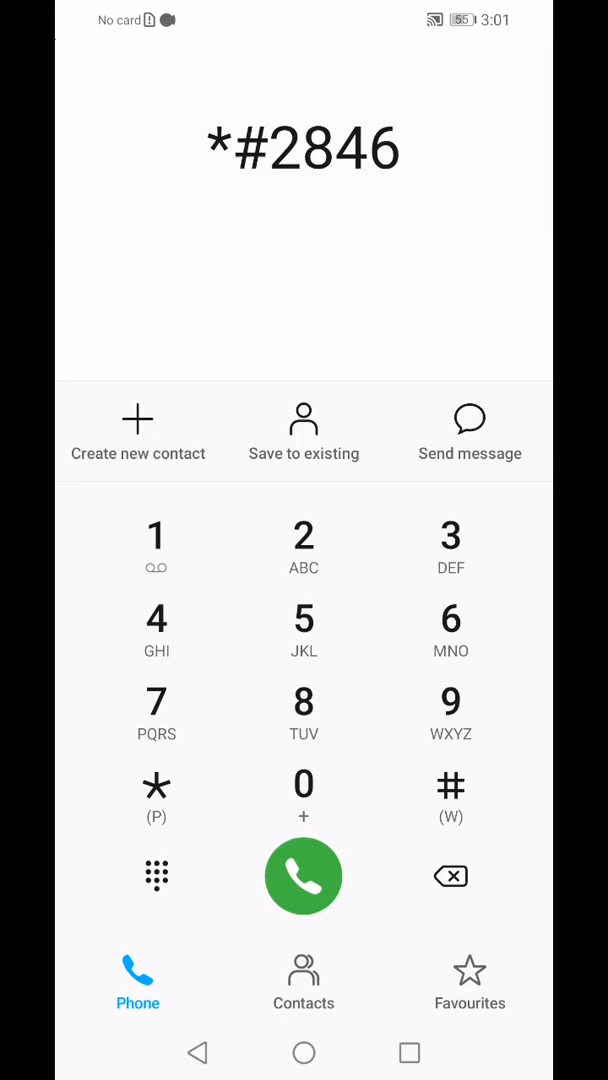 No card 55 3:01
*#2846
Create new contact Save to existing Send message
1 2 3
ABC DEF
4 5 6
GHI JKL MNO
7 8 9
PQRS TUV WXYZ
* 0 #
(P) + (W)
Phone Contacts Favourites